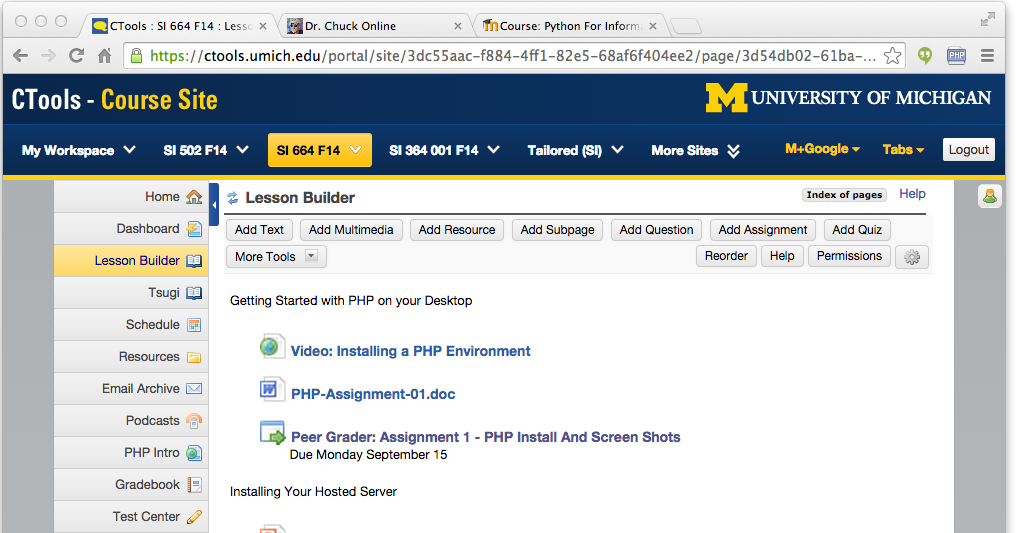 CTools : SI 664 F14 : Lesso
Dr. Chuck Online
Course: Python For Informa
https://ctools.umich.edu/portal/site/3dc55aac-f884-4ff1-82e5-68af6f404ee2/page/3d54db02-61ba-...
PHP
CTools - Course Site
M UNIVERSITY OF MICHIGAN
My Workspace
SI 502 F14
SI 664 F14
SI 364 001 F14
Tailored (SI)
More Sites
M+Google
Tabs
Logout
Home
Dashboard
Lesson Builder
Tsugi
Schedule
Resources
Email Archive
Podcasts
PHP Intro
Gradebook
Test Center
Lesson Builder
Index of pages
Help
Add Text
Add Multimedia
Add Resource
Add Subpage
Add Question
Add Assignment
Add Quiz
More Tools
Reorder
Help
Permissions
Getting Started with PHP on your Desktop
Video: Installing a PHP Environment
W
PHP-Assignment-01.doc
Peer Grader: Assignment 1 - PHP Install And Screen Shots
Due Monday September 15
Installing Your Hosted Server